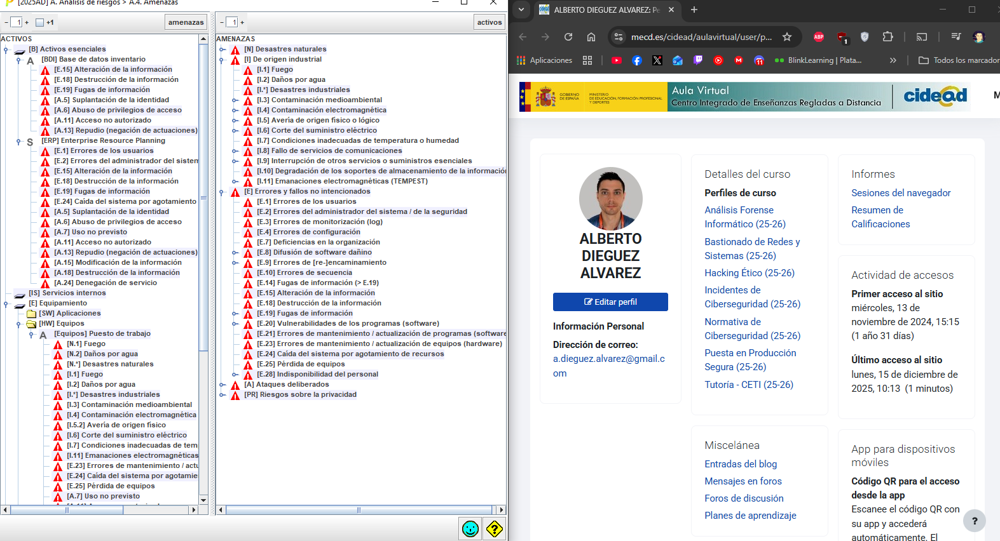 [2025AD] A. Análisis de riesgos > A.4. Amenazas
− 1 + +1 amenazas
ACTIVOS
[B] Activos esenciales
[BDI] Base de datos inventario
[E.15] Alteración de la información
[E.18] Destrucción de la información
[E.19] Fugas de información
[A.5] Suplantación de la identidad
[A.6] Abuso de privilegios de acceso
[A.11] Acceso no autorizado
[A.13] Repudio (negación de actuaciones)
[ERP] Enterprise Resource Planning
[E.1] Errores de los usuarios
[E.2] Errores del administrador del sistem
[E.15] Alteración de la información
[E.18] Destrucción de la información
[E.19] Fugas de información
[E.24] Caída del sistema por agotamiento
[A.5] Suplantación de la identidad
[A.6] Abuso de privilegios de acceso
[A.7] Uso no previsto
[A.11] Acceso no autorizado
[A.13] Repudio (negación de actuaciones)
[A.15] Modificación de la información
[A.18] Destrucción de la información
[A.24] Denegación de servicio
[IS] Servicios internos
[E] Equipamiento
[SW] Aplicaciones
[HW] Equipos
[Equipos] Puesto de trabajo
[N.1] Fuego
[N.2] Daños por agua
[N.*] Desastres naturales
[I.1] Fuego
[I.2] Daños por agua
[I.*] Desastres industriales
[I.3] Contaminación medioambiental
[I.4] Contaminación electromagnética
[I.5.2] Avería de origen físico
[I.6] Corte del suministro eléctrico
[I.7] Condiciones inadecuadas de tem
[I.11] Emanaciones electromagnéticas
[E.23] Errores de mantenimiento / actu
[E.24] Caída del sistema por agotamie
[E.25] Pérdida de equipos
[A.7] Uso no previsto
− 1 + activos
AMENAZAS
[N] Desastres naturales
[I] De origen industrial
[I.1] Fuego
[I.2] Daños por agua
[I.*] Desastres industriales
[I.3] Contaminación medioambiental
[I.4] Contaminación electromagnética
[I.5] Avería de origen físico o lógico
[I.6] Corte del suministro eléctrico
[I.7] Condiciones inadecuadas de temperatura o humedad
[I.8] Fallo de servicios de comunicaciones
[I.9] Interrupción de otros servicios o suministros esenciales
[I.10] Degradación de los soportes de almacenamiento de la información
[I.11] Emanaciones electromagnéticas (TEMPEST)
[E] Errores y fallos no intencionados
[E.1] Errores de los usuarios
[E.2] Errores del administrador del sistema / de la seguridad
[E.3] Errores de monitorización (log)
[E.4] Errores de configuración
[E.7] Deficiencias en la organización
[E.8] Difusión de software dañino
[E.9] Errores de [re-]encaminamiento
[E.10] Errores de secuencia
[E.14] Fugas de información (> E.19)
[E.15] Alteración de la información
[E.18] Destrucción de la información
[E.19] Fugas de información
[E.20] Vulnerabilidades de los programas (software)
[E.21] Errores de mantenimiento / actualización de programas (software
[E.23] Errores de mantenimiento / actualización de equipos (hardware)
[E.24] Caída del sistema por agotamiento de recursos
[E.25] Pérdida de equipos
[E.28] Indisponibilidad del personal
[A] Ataques deliberados
[PR] Riesgos sobre la privacidad
ALBERTO DIEGUEZ ALVAREZ: Pe
mecd.es/cidead/aulavirtual/user/p...
ABP
1
Aplicaciones
11
BlinkLearning | Plata...
»
Todos los marcador
GOBIERNO DE ESPAÑA
MINISTERIO DE EDUCACIÓN, FORMACIÓN PROFESIONAL Y DEPORTES
Aula Virtual
Centro Integrado de Enseñanzas Regladas a Distancia
cidead
M
ALBERTO
DIEGUEZ
ALVAREZ
Editar perfil
Información Personal
Dirección de correo:
a.dieguez.alvarez@gmail.c
om
Detalles del curso
Perfiles de curso
Análisis Forense
Informático (25-26)
Bastionado de Redes y
Sistemas (25-26)
Hacking Ético (25-26)
Incidentes de
Ciberseguridad (25-26)
Normativa de
Ciberseguridad (25-26)
Puesta en Producción
Segura (25-26)
Tutoría - CETI (25-26)
Miscelánea
Entradas del blog
Mensajes en foros
Foros de discusión
Planes de aprendizaje
Informes
Sesiones del navegador
Resumen de
Calificaciones
Actividad de accesos
Primer acceso al sitio
miércoles, 13 de
noviembre de 2024, 15:15
(1 año 31 días)
Último acceso al sitio
lunes, 15 de diciembre de
2025, 10:13 (1 minutos)
App para dispositivos
móviles
Código QR para el acceso
desde la app
Escanee el código QR con
su app y accederá
automáticamente. El
?